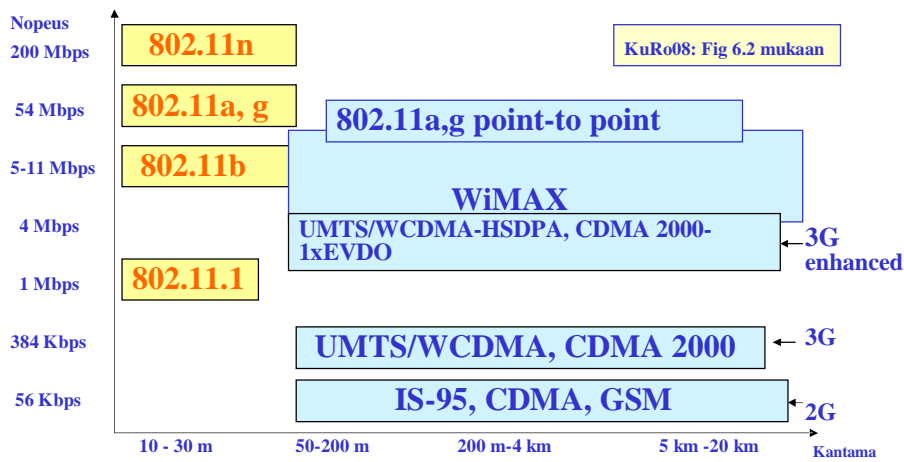 Nopeus
200 Mbps
802.11n
KuRo08: Fig 6.2 mukaan
54 Mbps
802.11a, g
802.11a,g point-to point
5-11 Mbps
802.11b
WiMAX
4 Mbps
UMTS/WCDMA-HSDPA, CDMA 2000-
1xEVDO
3G
enhanced
1 Mbps
802.11.1
384 Kbps
UMTS/WCDMA, CDMA 2000
3G
56 Kbps
IS-95, CDMA, GSM
2G
10 - 30 m
50-200 m
200 m-4 km
5 km -20 km
Kantama